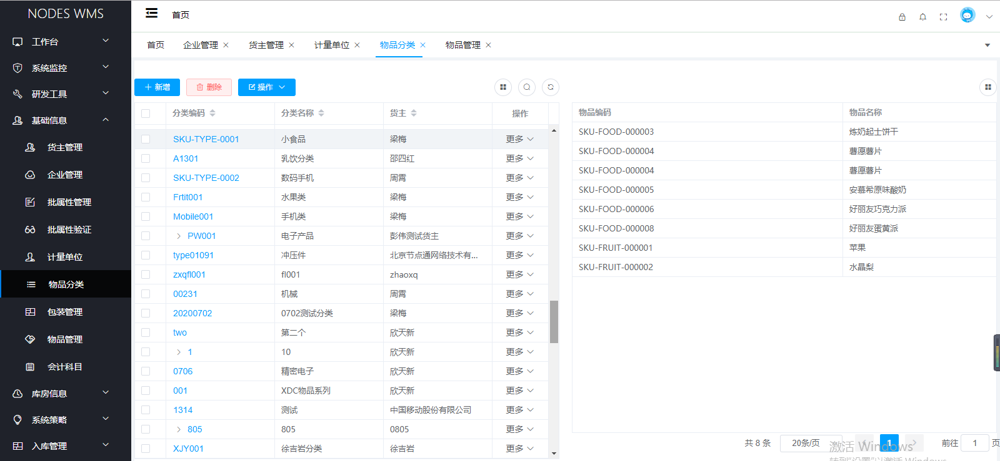 NODES WMS
首页
工作台
系统监控
研发工具
基础信息
货主管理
企业管理
批属性管理
批属性验证
计量单位
物品分类
包装管理
物品管理
会计科目
库房信息
系统策略
入库管理
首页 企业管理 货主管理 计量单位 物品分类 物品管理
新增 删除 操作
分类编码 分类名称 货主 操作
SKU-TYPE-0001 小食品 梁梅 更多
A1301 乳饮分类 邵四红 更多
SKU-TYPE-0002 数码手机 周霄 更多
Frtit001 水果类 梁梅 更多
Mobile001 手机类 梁梅 更多
PW001 电子产品 彭伟测试货主 更多
type01091 冲压件 北京节点通网络技术有... 更多
zxqfl001 fl001 zhaoxq 更多
00231 机械 周霄 更多
20200702 0702测试分类 梁梅 更多
two 第二个 欣天新 更多
1 10 欣天新 更多
0706 精密电子 欣天新 更多
001 XDC物品系列 欣天新 更多
1314 测试 中国移动股份有限公司 更多
805 805 0805 更多
XJY001 徐吉岩分类 徐吉岩 更多
物品编码 物品名称
SKU-FOOD-000003 炼奶起士饼干
SKU-FOOD-000004 薯愿薯片
SKU-FOOD-000004 薯愿薯片
SKU-FOOD-000005 安慕希原味酸奶
SKU-FOOD-000006 好丽友巧克力派
SKU-FOOD-000008 好丽友蛋黄派
SKU-FRUIT-000001 苹果
SKU-FRUIT-000002 水晶梨
共 8 条 20条/页 1 前往 1 页
激活 Windows
转到"设置"以激活 Windows